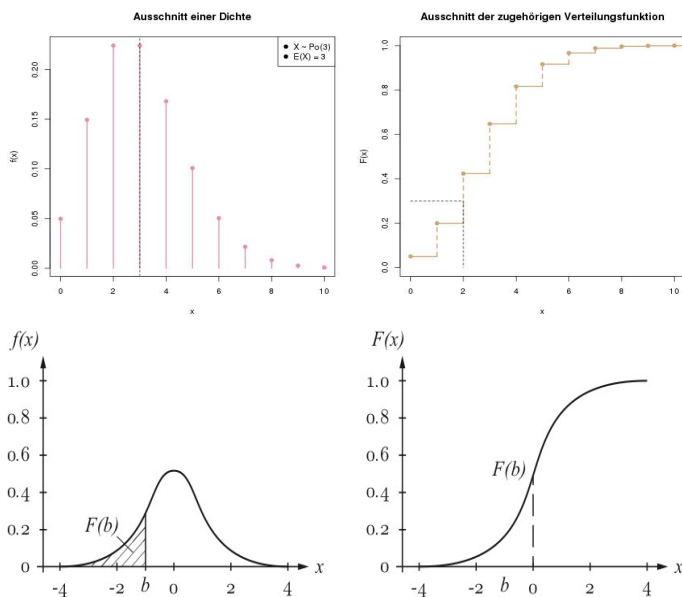 Ausschnitt einer Dichte
X ~ Po(3)
E(X) = 3
f(x)
0.00
0.05
0.10
0.15
0.20
0 2 4 6 8 10
x
Ausschnitt der zugehörigen Verteilungsfunktion
F(x)
0.0
0.2
0.4
0.6
0.8
1.0
0 2 4 6 8 10
x
f(x)
1.0
0.8
0.6
0.4
0.2
0
F(b)
-4 -2 b 0 2 4 x
F(x)
1.0
0.8
0.6
0.4
0.2
0
F(b)
-4 -2 b 0 2 4 x